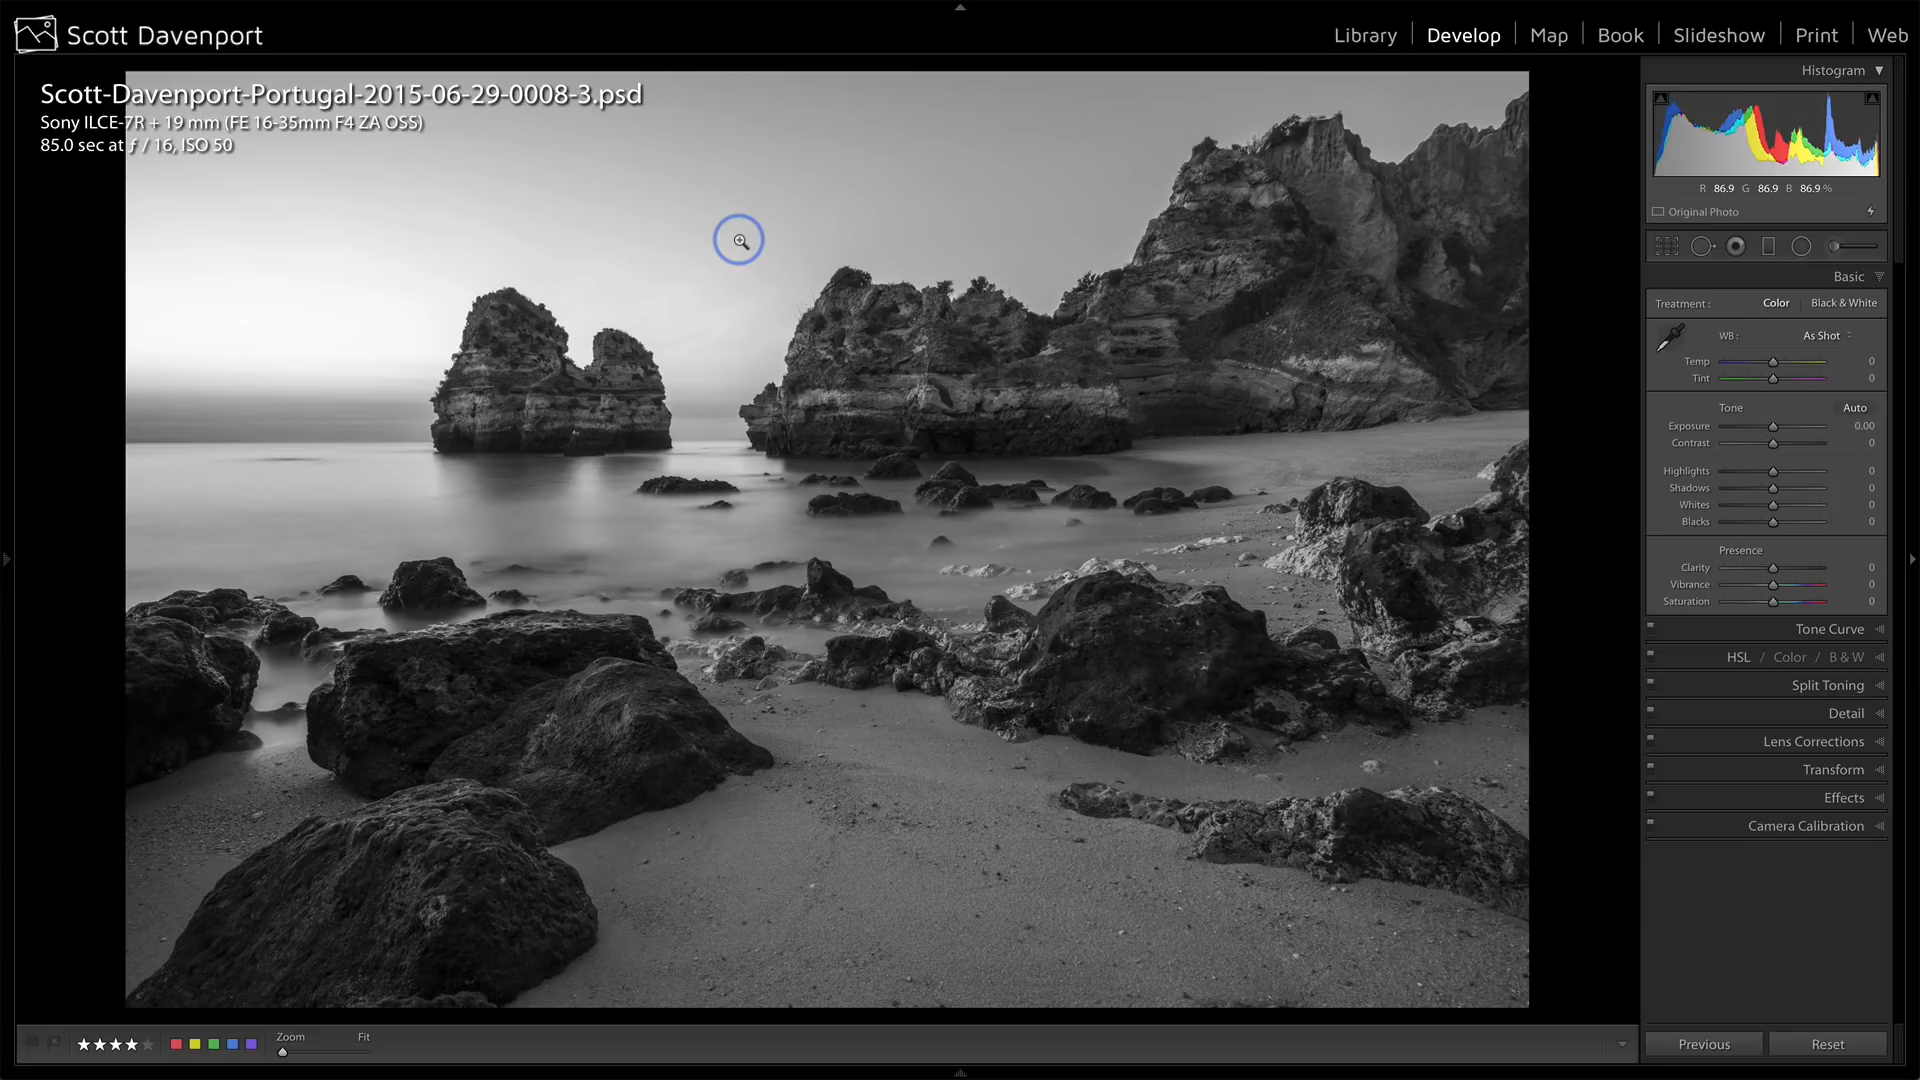 Scott Davenport
Library Develop Map Book Slideshow Print Web
Scott-Davenport-Portugal-2015-06-29-0008-3.psd
Sony ILCE-7R + 19 mm (FE 16-35mm F4 ZA OSS)
85.0 sec at ƒ / 16, ISO 50
Histogram
R 86.9 G 86.9 B 86.9 %
Original Photo
Basic
Treatment : Color Black & White
WB : As Shot
Temp 0
Tint 0
Tone Auto
Exposure 0.00
Contrast 0
Highlights 0
Shadows 0
Whites 0
Blacks 0
Presence
Clarity 0
Vibrance 0
Saturation 0
Tone Curve
HSL / Color / B & W
Split Toning
Detail
Lens Corrections
Transform
Effects
Camera Calibration
Zoom Fit
Previous Reset